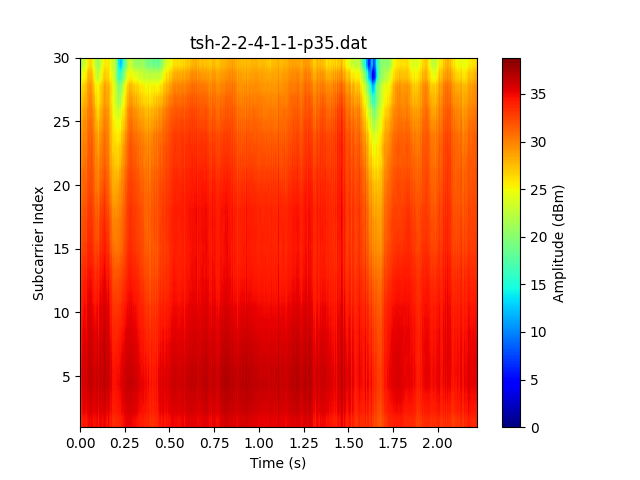 tsh-2-2-4-1-1-p35.dat
30
25
20
15
10
5
Subcarrier Index
0.00 0.25 0.50 0.75 1.00 1.25 1.50 1.75 2.00
Time (s)
35
30
25
20
15
10
5
0
Amplitude (dBm)